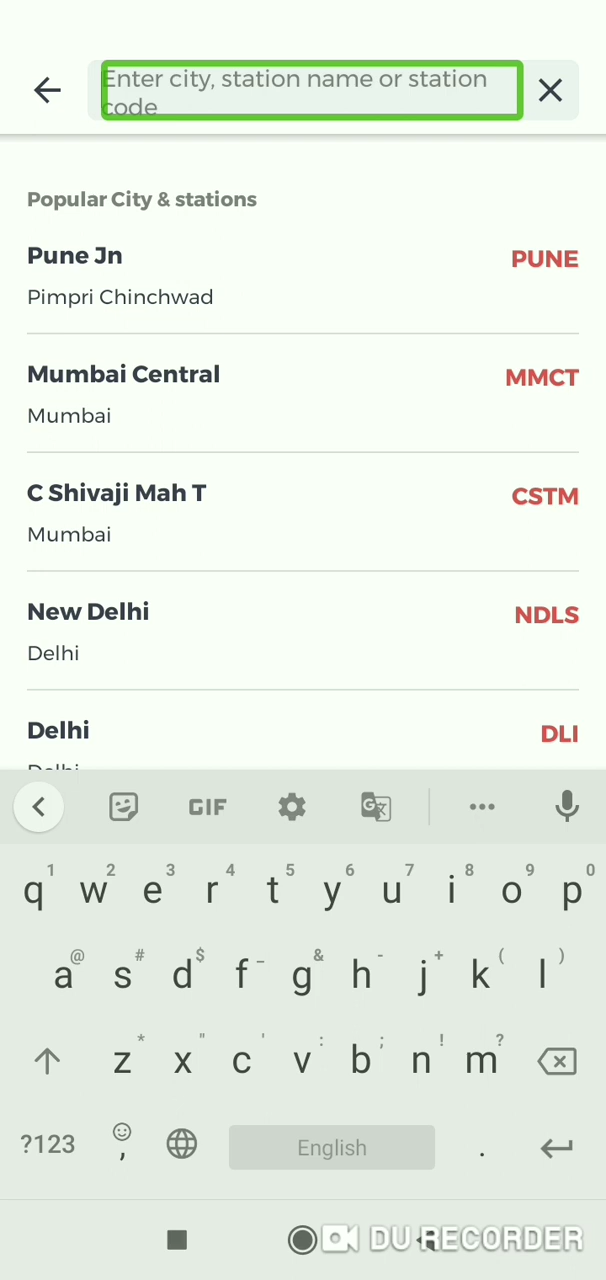 Enter city, station name or station
code
Popular City & stations
Pune Jn
PUNE
Pimpri Chinchwad
Mumbai Central
MMCT
Mumbai
C Shivaji Mah T
CSTM
Mumbai
New Delhi
NDLS
Delhi
Delhi
DLI
Delhi
GIF
G
q1 w2 e3 r4 t5 y6 u7 i8 o9 p0
a@ s# d$ f_ g& h- j+ k( l)
z* x" c' v: b; n! m?
?123 , English .
DU RECORDER